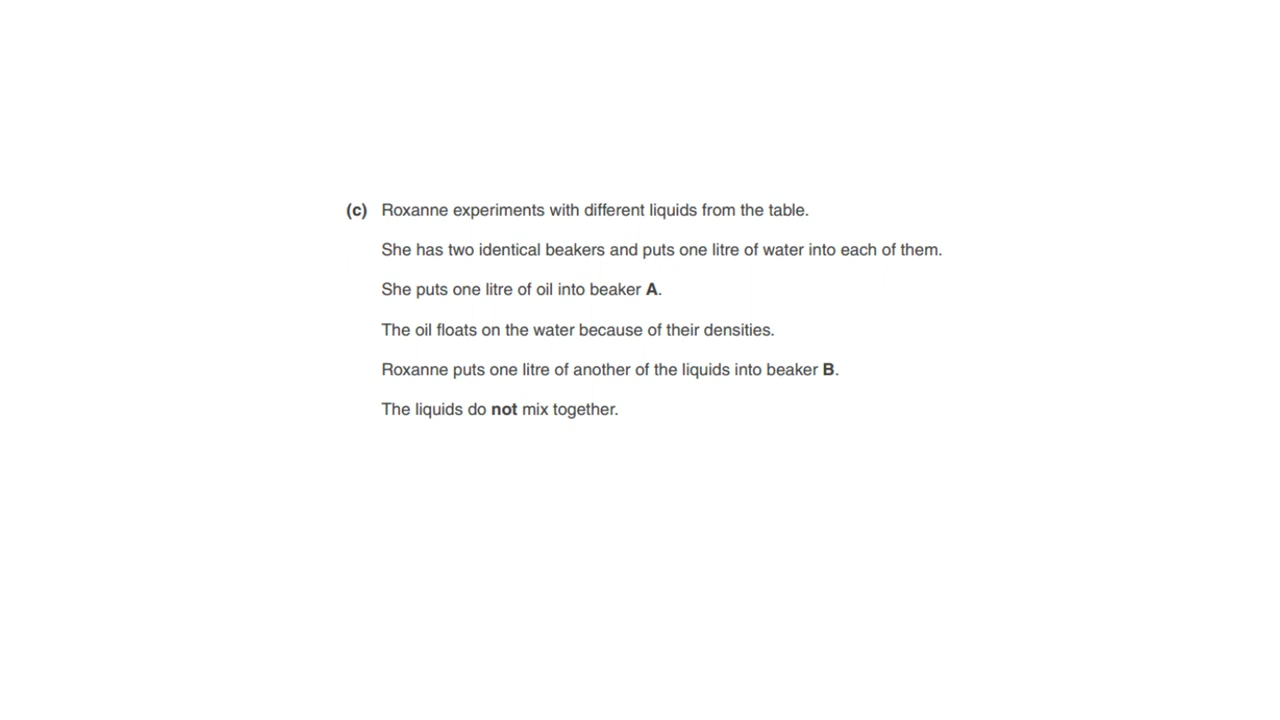 (c) Roxanne experiments with different liquids from the table.
She has two identical beakers and puts one litre of water into each of them.
She puts one litre of oil into beaker A.
The oil floats on the water because of their densities.
Roxanne puts one litre of another of the liquids into beaker B.
The liquids do not mix together.